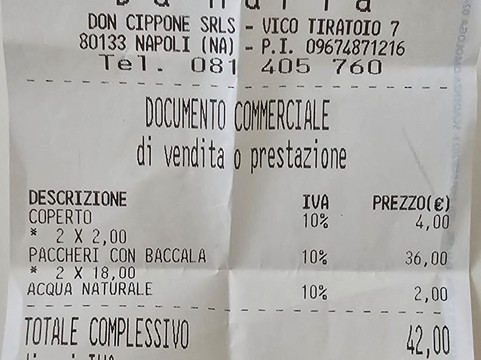 DON CIPPONE SRLS - VICO TIRATOIO 7
80133 NAPOLI (NA) - P.I. 09674871216
Tel. 081 405 760
DOCUMENTO COMMERCIALE
di vendita o prestazione
DESCRIZIONE IVA PREZZO(€)
COPERTO 10% 4,00
* 2 X 2,00
PACCHERI CON BACCALA 10% 36,00
* 2 X 18,00
ACQUA NATURALE 10% 2,00
TOTALE COMPLESSIVO 42,00